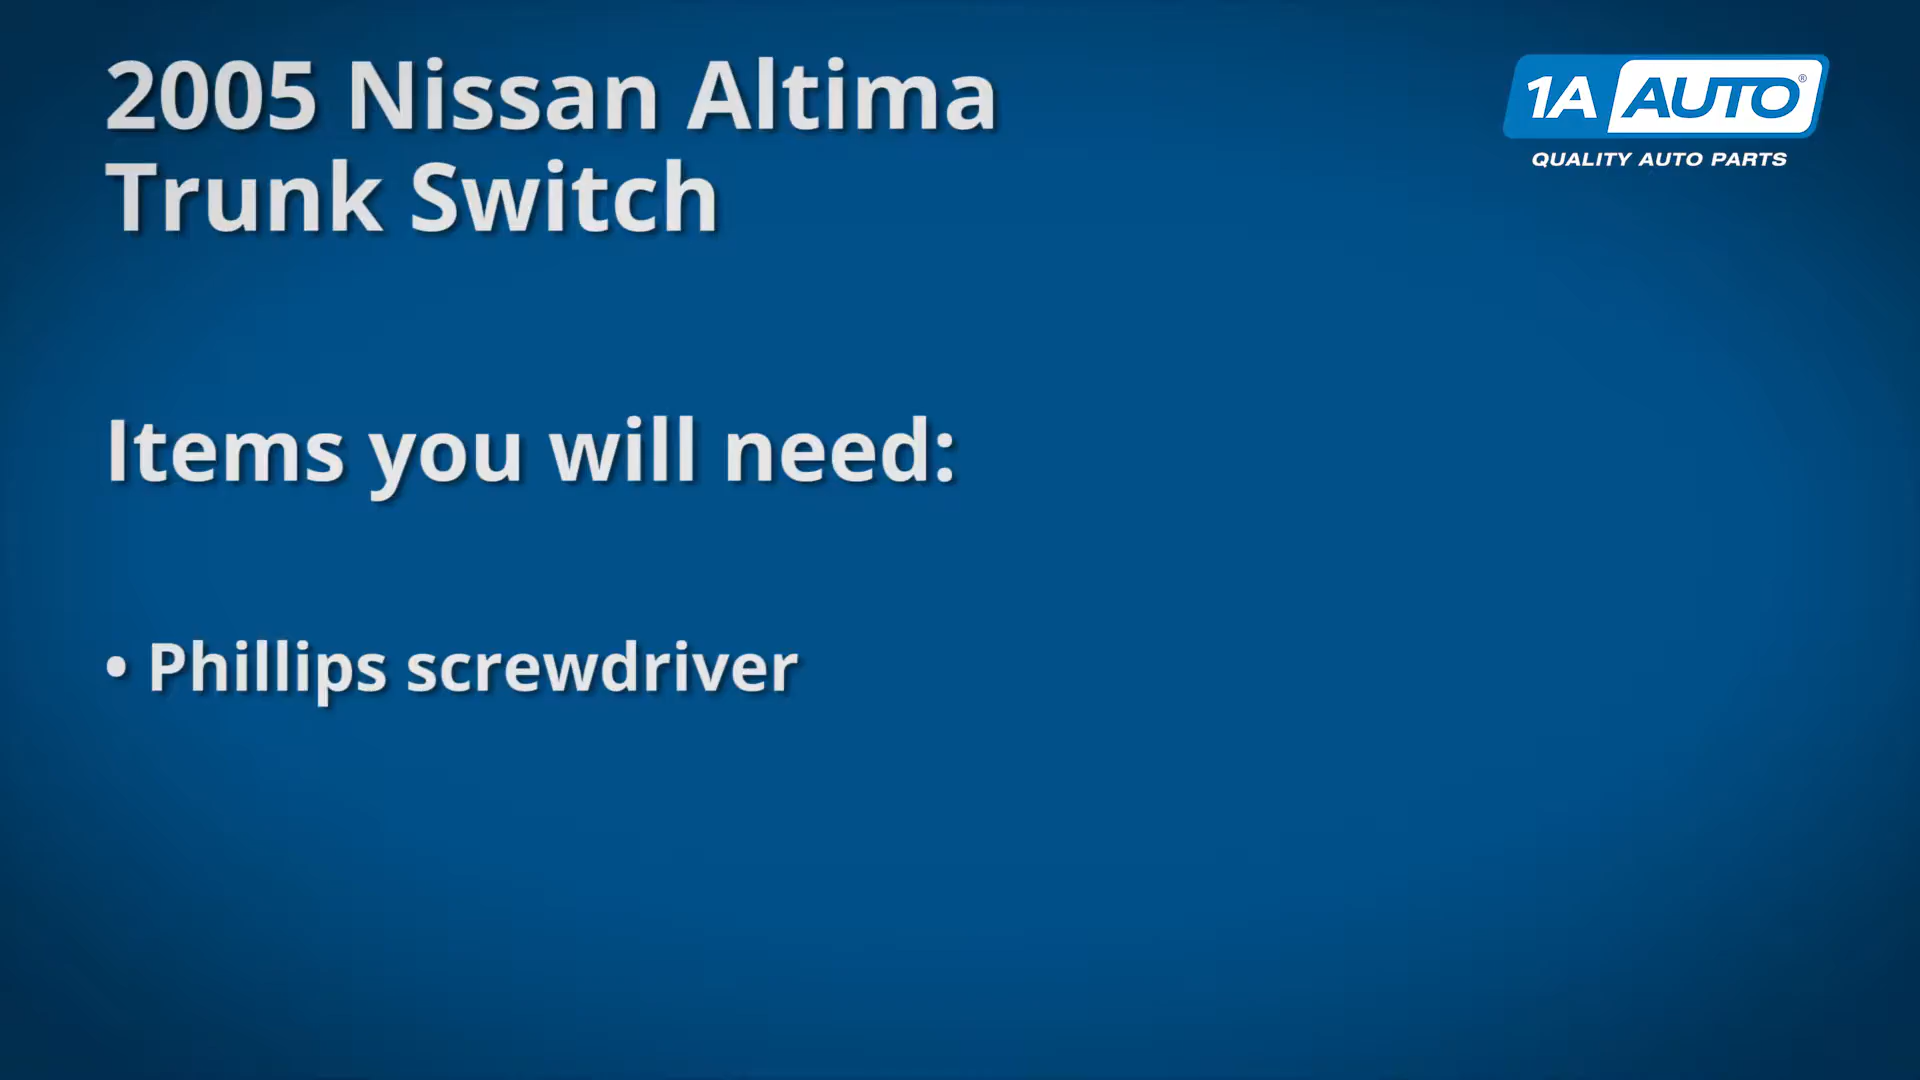 2005 Nissan Altima
Trunk Switch
1A AUTO®
QUALITY AUTO PARTS
Items you will need:
• Phillips screwdriver